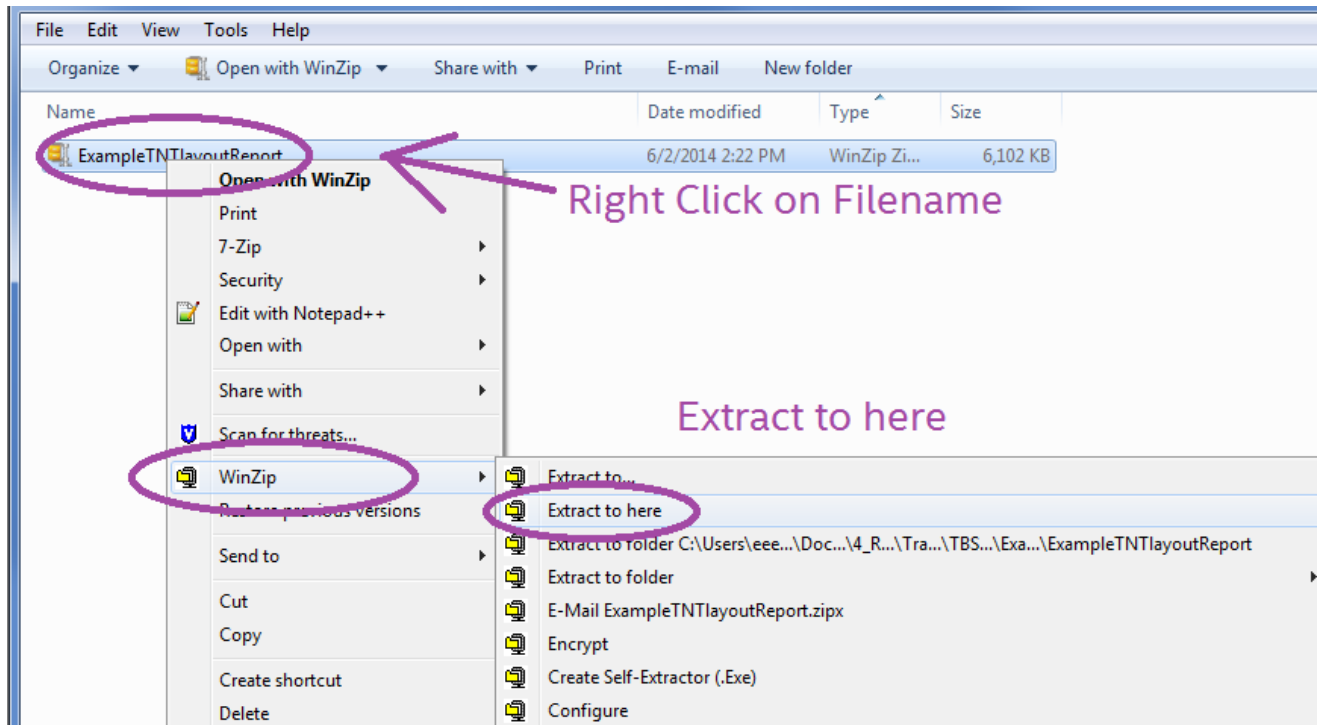 File Edit View Tools Help
Organize Open with WinZip Share with Print E-mail New folder
Name Date modified Type Size
ExampleTNTlayoutReport 6/2/2014 2:22 PM WinZip Zi... 6,102 KB
Open with WinZip
Right Click on Filename
Print
7-Zip
Security
Edit with Notepad++
Open with
Share with
Extract to here
Scan for threats...
WinZip Extract to...
Restore previous versions Extract to here
Extract to folder C:\Users\eee...\Doc...\4_R...\Tra...\TBS...\Exa...\ExampleTNTlayoutReport
Send to
Extract to folder
Cut
E-Mail ExampleTNTlayoutReport.zipx
Copy
Encrypt
Create shortcut Create Self-Extractor (.Exe)
Delete Configure